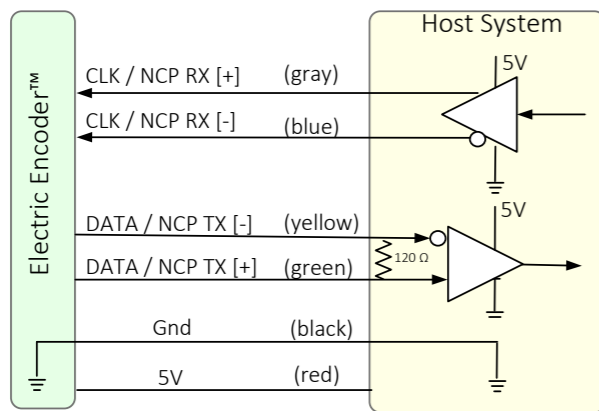 Host System
Electric Encoder™
5V
CLK / NCP RX [+] (gray)
CLK / NCP RX [-] (blue)
5V
DATA / NCP TX [-] (yellow)
120 Ω
DATA / NCP TX [+] (green)
Gnd (black)
5V (red)